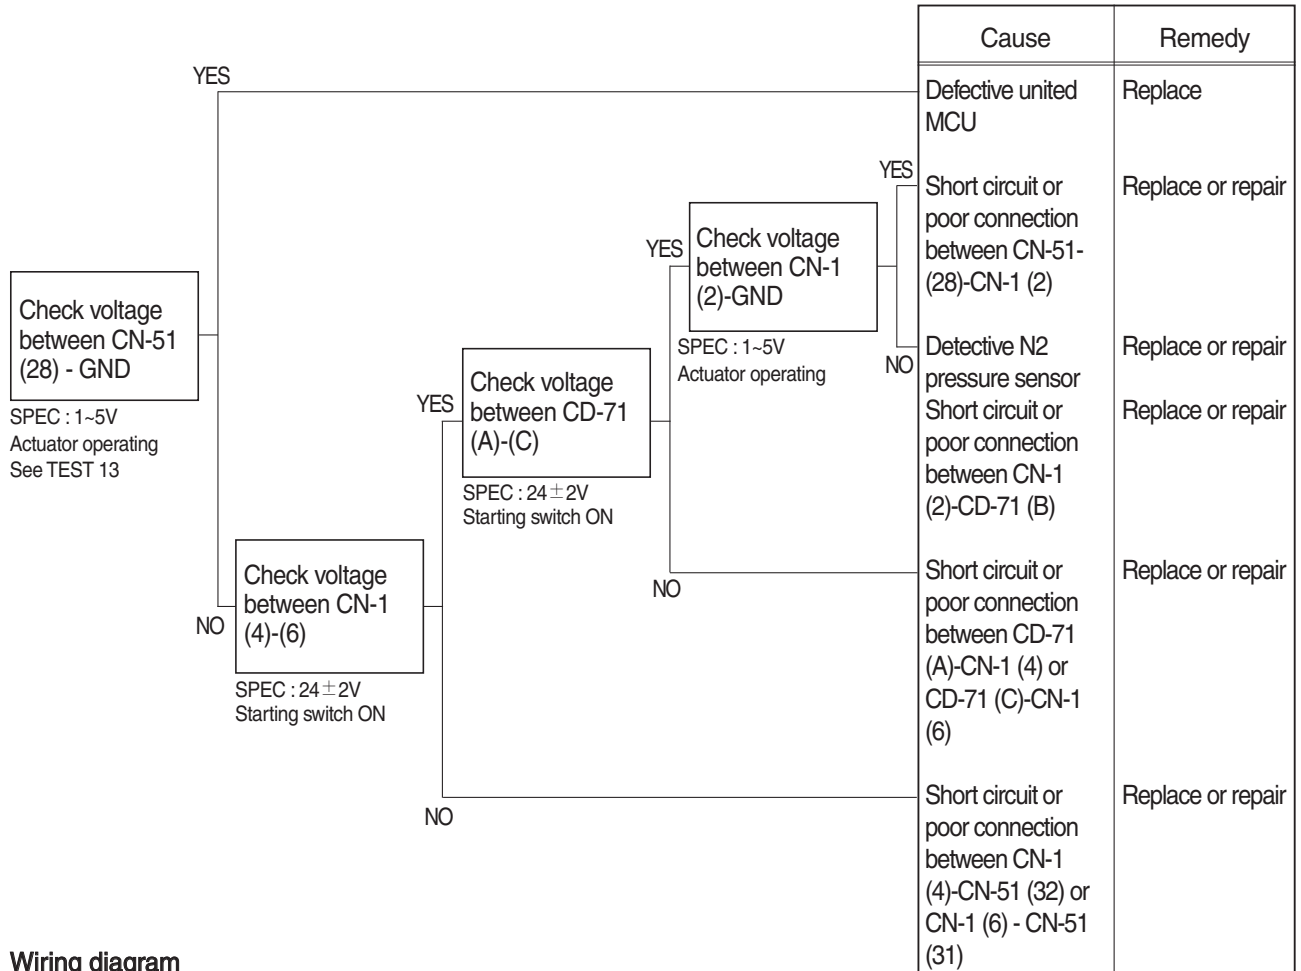 Cause
Remedy
YES
Defective united
MCU
Replace
YES
Short circuit or
poor connection
between CN-51-
(28)-CN-1 (2)
Replace or repair
YES
Check voltage
between CN-1
(2)-GND
SPEC : 1~5V
Actuator operating
NO
Detective N2
pressure sensor
Replace or repair
Short circuit or
poor connection
between CN-1
(2)-CD-71 (B)
Replace or repair
Check voltage
between CN-51
(28) - GND
SPEC : 1~5V
Actuator operating
See TEST 13
YES
Check voltage
between CD-71
(A)-(C)
SPEC : 24±2V
Starting switch ON
NO
Short circuit or
poor connection
between CD-71
(A)-CN-1 (4) or
CD-71 (C)-CN-1
(6)
Replace or repair
NO
Check voltage
between CN-1
(4)-(6)
SPEC : 24±2V
Starting switch ON
NO
Short circuit or
poor connection
between CN-1
(4)-CN-51 (32) or
CN-1 (6) - CN-51
(31)
Replace or repair
Wiring diagram